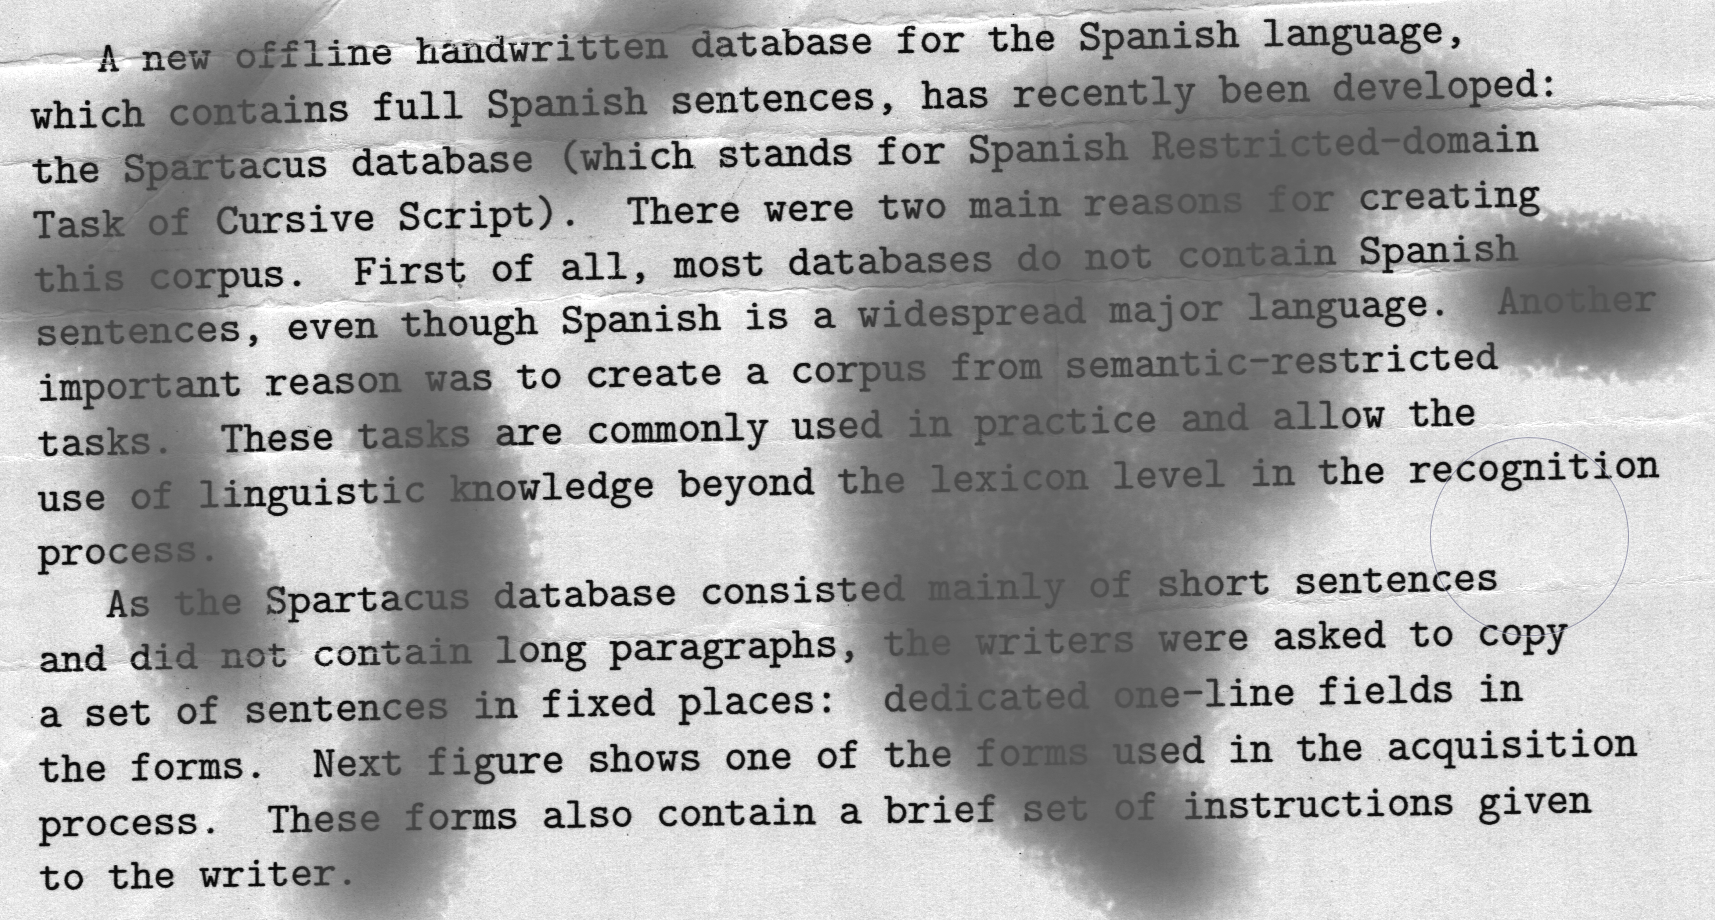 A new offline handwritten database for the Spanish language,
which contains full Spanish sentences, has recently been developed:
the Spartacus database (which stands for Spanish Restricted-domain
Task of Cursive Script).  There were two main reasons for creating
this corpus.  First of all, most databases do not contain Spanish
sentences, even though Spanish is a widespread major language.  Another
important reason was to create a corpus from semantic-restricted
tasks.  These tasks are commonly used in practice and allow the
use of linguistic knowledge beyond the lexicon level in the recognition
process.
As the Spartacus database consisted mainly of short sentences
and did not contain long paragraphs, the writers were asked to copy
a set of sentences in fixed places:  dedicated one-line fields in
the forms.  Next figure shows one of the forms used in the acquisition
process.  These forms also contain a brief set of instructions given
to the writer.